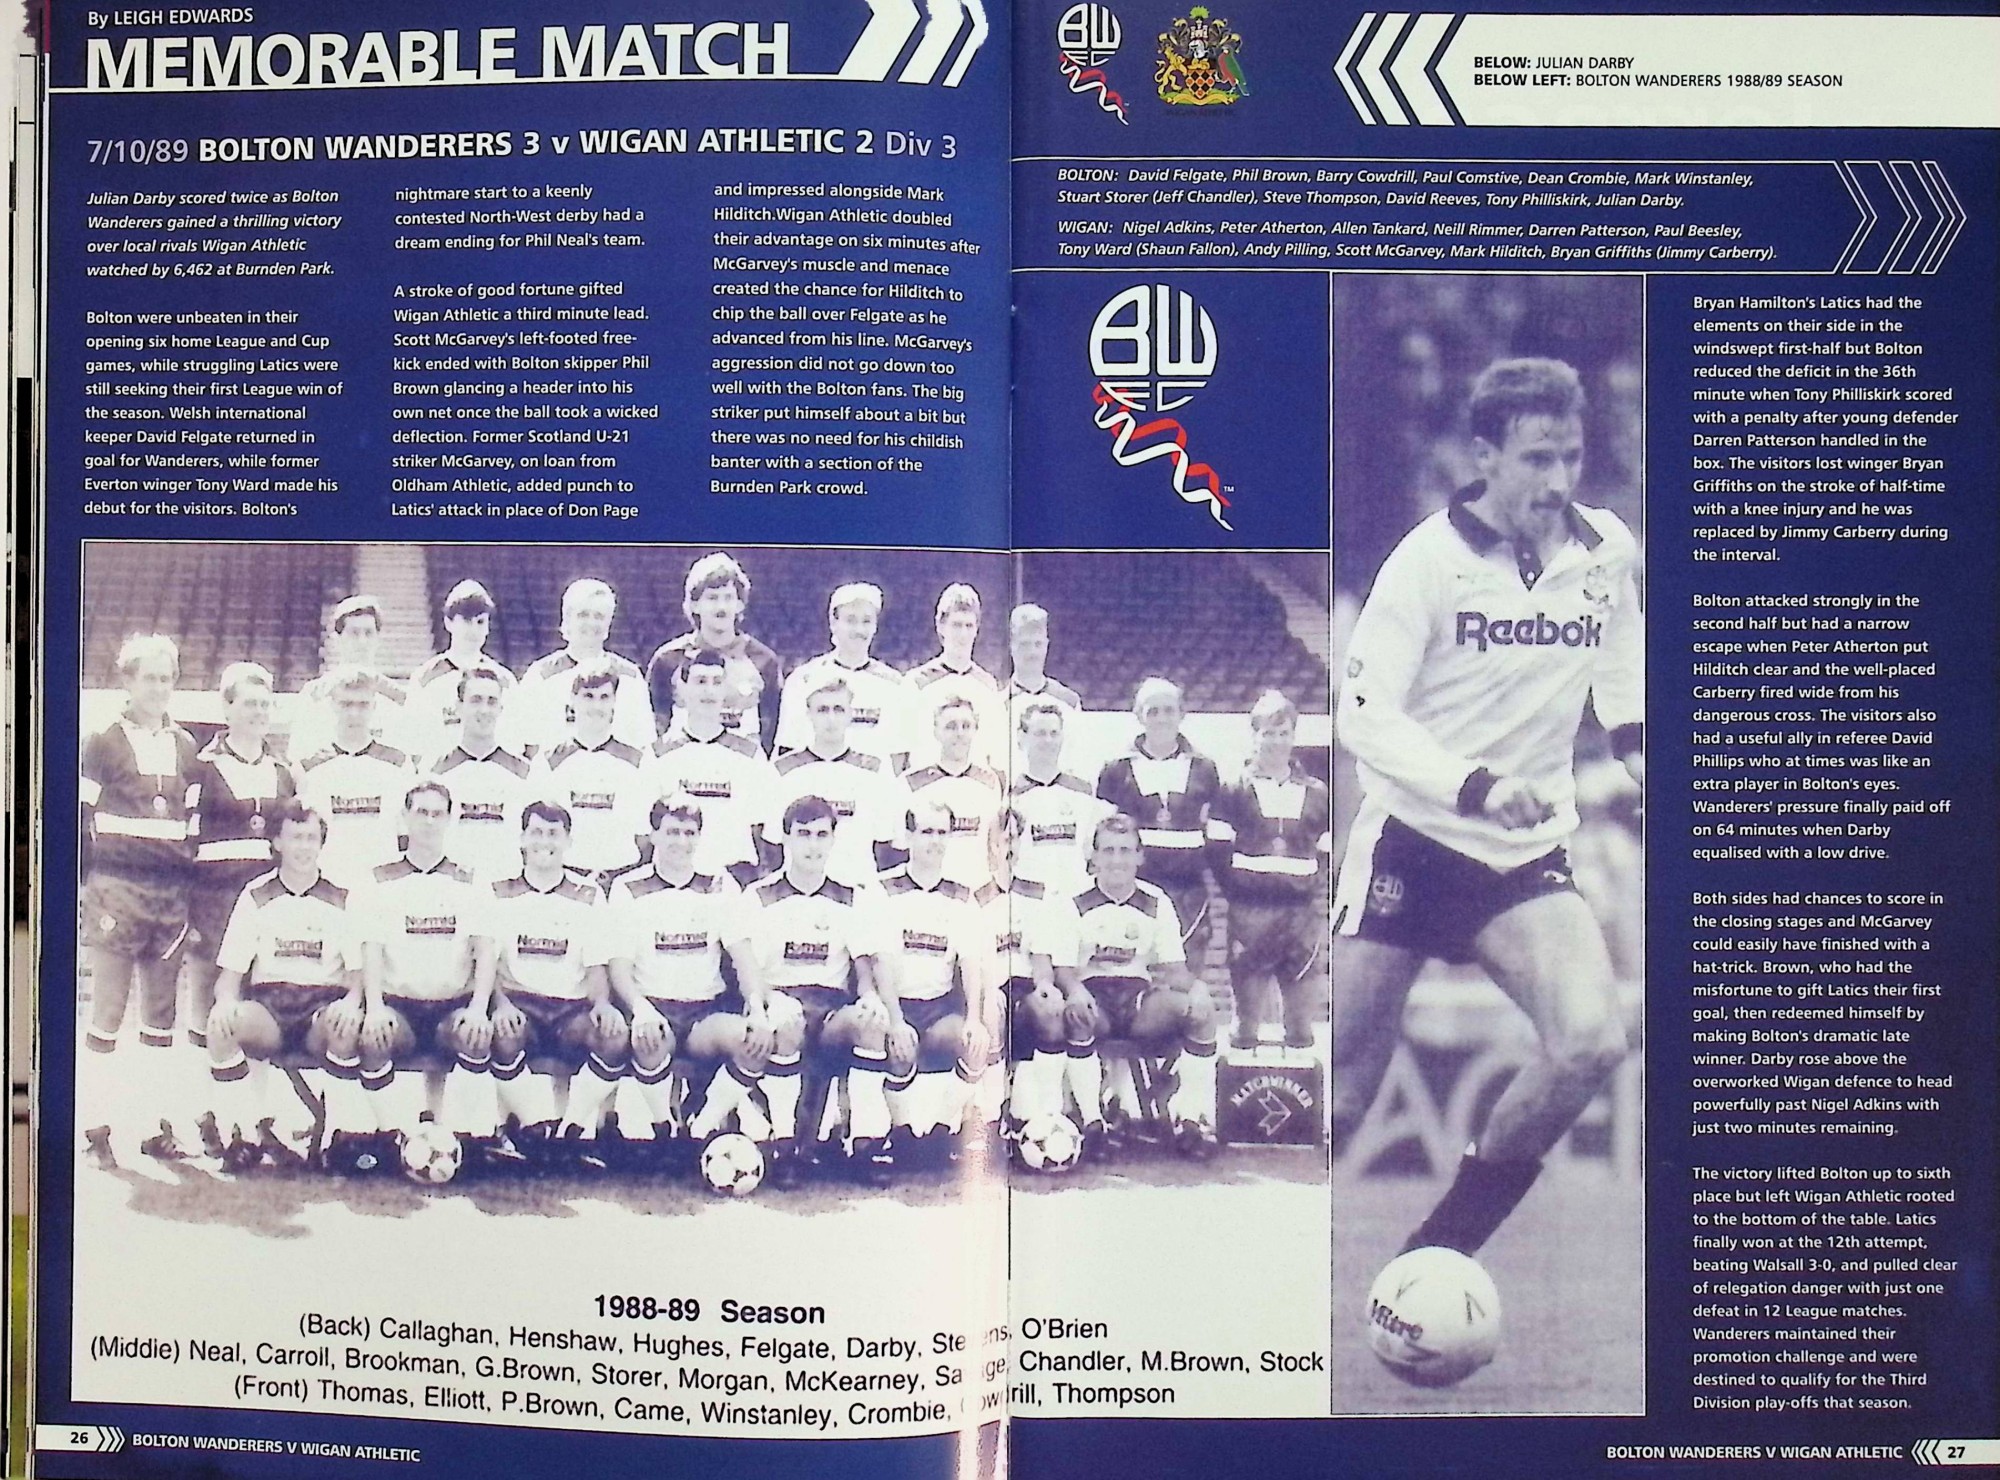 By LEIGH EDWARDS
MEMORABLE MATCH
7/10/89 BOLTON WANDERERS 3 v WIGAN ATHLETIC 2 Div 3
Julian Darby scored twice as Bolton
Wanderers gained a thrilling victory
over local rivals Wigan Athletic
watched by 6,462 at Burnden Park.
Bolton were unbeaten in their
opening six home League and Cup
games, while struggling Latics were
still seeking their first League win of
the season. Welsh international
keeper David Felgate returned in
goal for Wanderers, while former
Everton winger Tony Ward made his
debut for the visitors. Bolton's
nightmare start to a keenly
contested North-West derby had a
dream ending for Phil Neal's team.
A stroke of good fortune gifted
Wigan Athletic a third minute lead.
Scott McGarvey's left-footed free-
kick ended with Bolton skipper Phil
Brown glancing a header into his
own net once the ball took a wicked
deflection. Former Scotland U-21
striker McGarvey, on loan from
Oldham Athletic, added punch to
Latics' attack in place of Don Page
and impressed alongside Mark
Hilditch.Wigan Athletic doubled
their advantage on six minutes after
McGarvey's muscle and menace
created the chance for Hilditch to
chip the ball over Felgate as he
advanced from his line. McGarvey's
aggression did not go down too
well with the Bolton fans. The big
striker put himself about a bit but
there was no need for his childish
banter with a section of the
Burnden Park crowd.
Normid
1988-89 Season
(Back) Callaghan, Henshaw, Hughes, Felgate, Darby, Ste ens, O'Brien
(Middle) Neal, Carroll, Brookman, G.Brown, Storer, Morgan, McKearney, Sa ge, Chandler, M.Brown, Stock
(Front) Thomas, Elliott, P.Brown, Came, Winstanley, Crombie, owdrill, Thompson
MATCHWINNER
26 BOLTON WANDERERS V WIGAN ATHLETIC
BW
FC
BELOW: JULIAN DARBY
BELOW LEFT: BOLTON WANDERERS 1988/89 SEASON
BOLTON: David Felgate, Phil Brown, Barry Cowdrill, Paul Comstive, Dean Crombie, Mark Winstanley,
Stuart Storer (Jeff Chandler), Steve Thompson, David Reeves, Tony Philliskirk, Julian Darby.
WIGAN: Nigel Adkins, Peter Atherton, Allen Tankard, Neill Rimmer, Darren Patterson, Paul Beesley,
Tony Ward (Shaun Fallon), Andy Pilling, Scott McGarvey, Mark Hilditch, Bryan Griffiths (Jimmy Carberry).
BW
FC
TM
Reebok
BW
Mitre
Bryan Hamilton's Latics had the
elements on their side in the
windswept first-half but Bolton
reduced the deficit in the 36th
minute when Tony Philliskirk scored
with a penalty after young defender
Darren Patterson handled in the
box. The visitors lost winger Bryan
Griffiths on the stroke of half-time
with a knee injury and he was
replaced by Jimmy Carberry during
the interval.
Bolton attacked strongly in the
second half but had a narrow
escape when Peter Atherton put
Hilditch clear and the well-placed
Carberry fired wide from his
dangerous cross. The visitors also
had a useful ally in referee David
Phillips who at times was like an
extra player in Bolton's eyes.
Wanderers' pressure finally paid off
on 64 minutes when Darby
equalised with a low drive.
Both sides had chances to score in
the closing stages and McGarvey
could easily have finished with a
hat-trick. Brown, who had the
misfortune to gift Latics their first
goal, then redeemed himself by
making Bolton's dramatic late
winner. Darby rose above the
overworked Wigan defence to head
powerfully past Nigel Adkins with
just two minutes remaining.
The victory lifted Bolton up to sixth
place but left Wigan Athletic rooted
to the bottom of the table. Latics
finally won at the 12th attempt,
beating Walsall 3-0, and pulled clear
of relegation danger with just one
defeat in 12 League matches.
Wanderers maintained their
promotion challenge and were
destined to qualify for the Third
Division play-offs that season.
BOLTON WANDERERS V WIGAN ATHLETIC 27